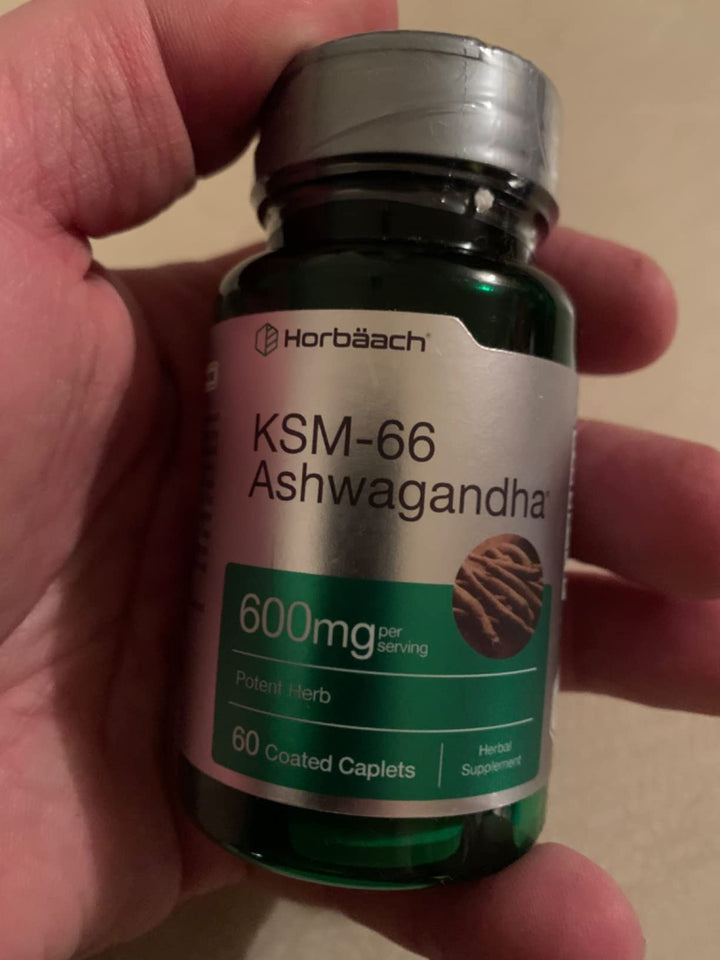 Horbäach®
KSM-66
Ashwagandha
600mg per
serving
Potent Herb
60 Coated Caplets
Herbal
Supplement